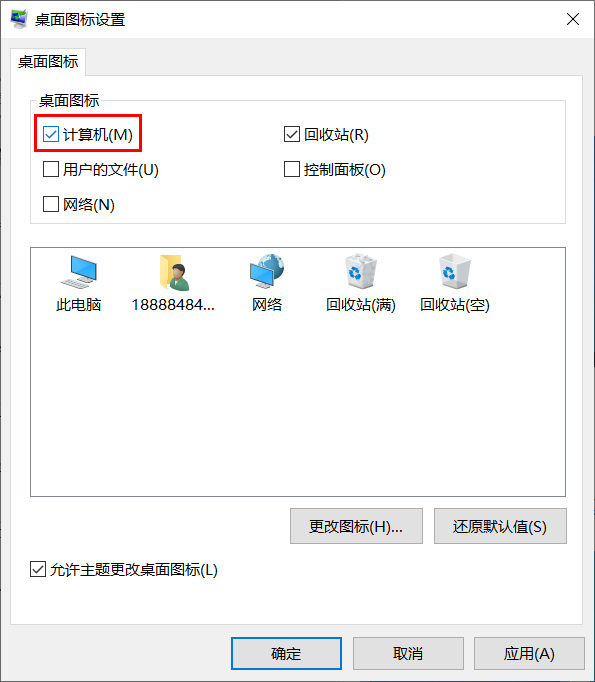 桌面图标设置
桌面图标
桌面图标
计算机(M)
回收站(R)
用户的文件(U)
控制面板(O)
网络(N)
此电脑
18888484...
网络
回收站(满)
回收站(空)
更改图标(H)...
还原默认值(S)
允许主题更改桌面图标(L)
确定
取消
应用(A)